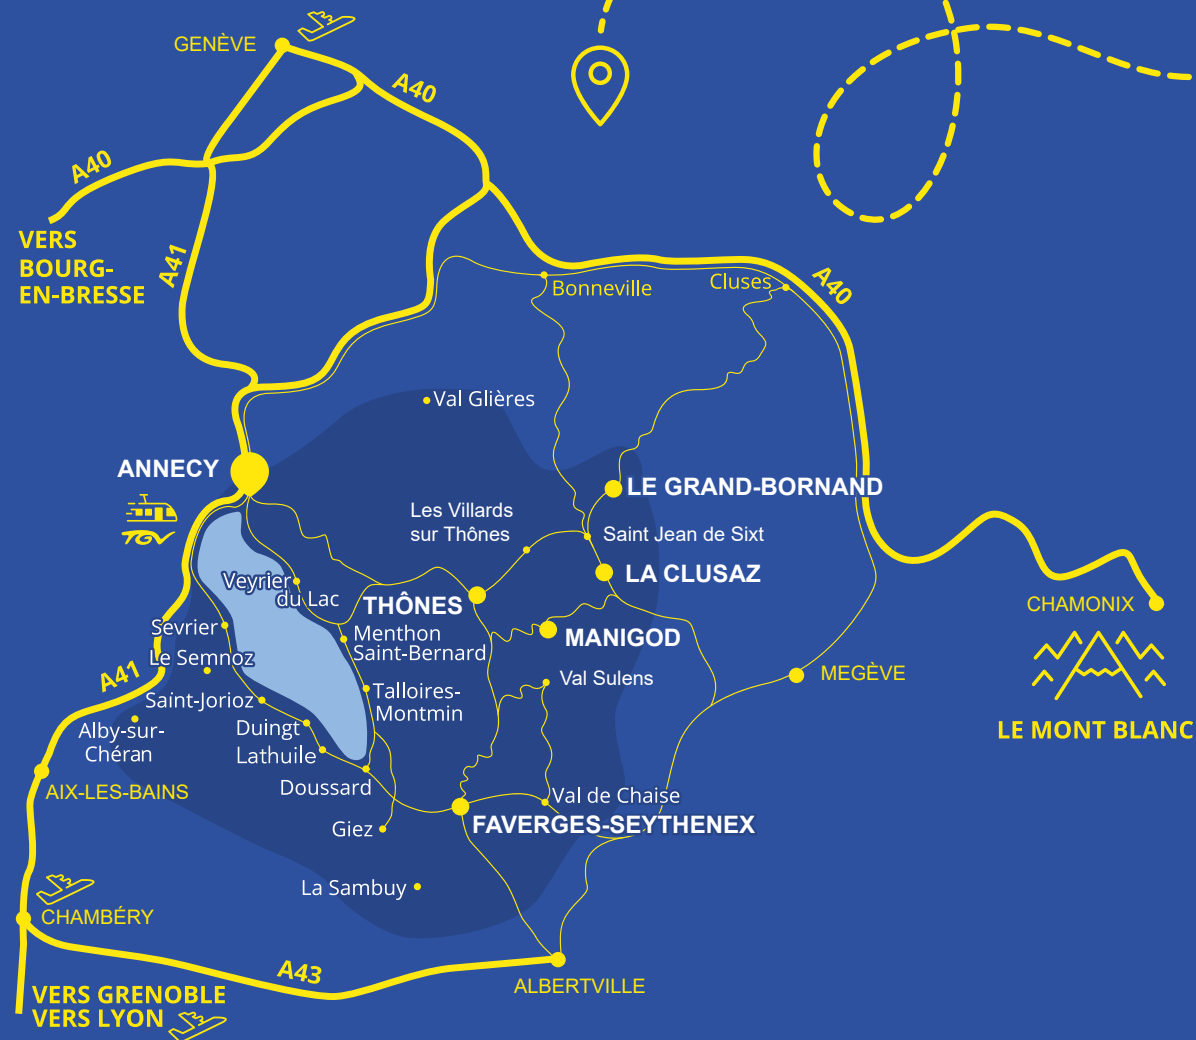 GENÈVE
A40
A40
VERS
BOURG-
EN-BRESSE
A41
Bonneville
Cluses
A40
Val Glières
ANNECY
TGV
LE GRAND-BORNAND
Les Villards
sur Thônes
Saint Jean de Sixt
LA CLUSAZ
Veyrier
du Lac
THÔNES
CHAMONIX
Sevrier
Menthon
Saint-Bernard
MANIGOD
Le Semnoz
MEGÈVE
Val Sulens
A41
Saint-Jorioz
Talloires-
Montmin
LE MONT BLANC
Alby-sur-
Chéran
Duingt
Lathuile
Doussard
AIX-LES-BAINS
Val de Chaise
FAVERGES-SEYTHENEX
Giez
La Sambuy
CHAMBÉRY
A43
ALBERTVILLE
VERS GRENOBLE
VERS LYON